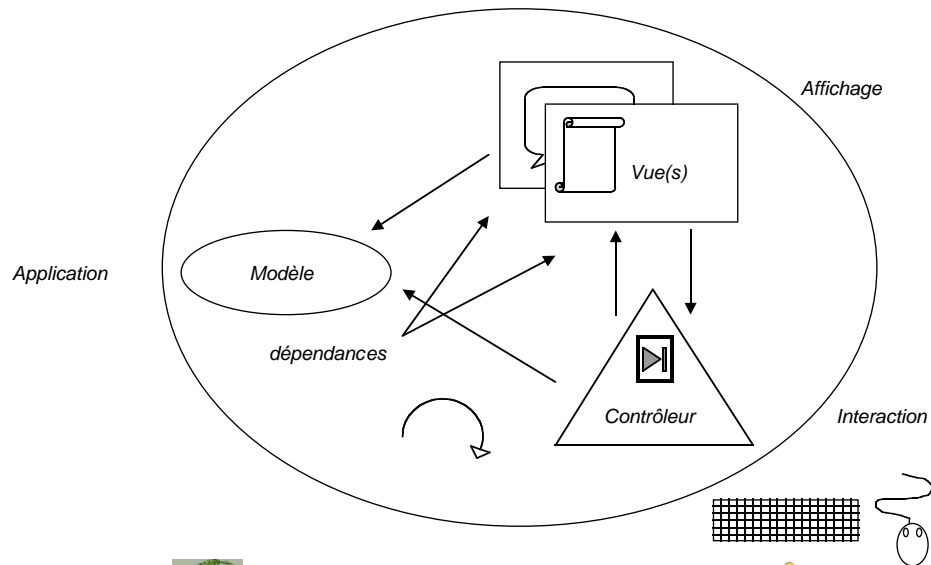 Affichage
Vue(s)
Application
Modèle
dépendances
Contrôleur
Interaction